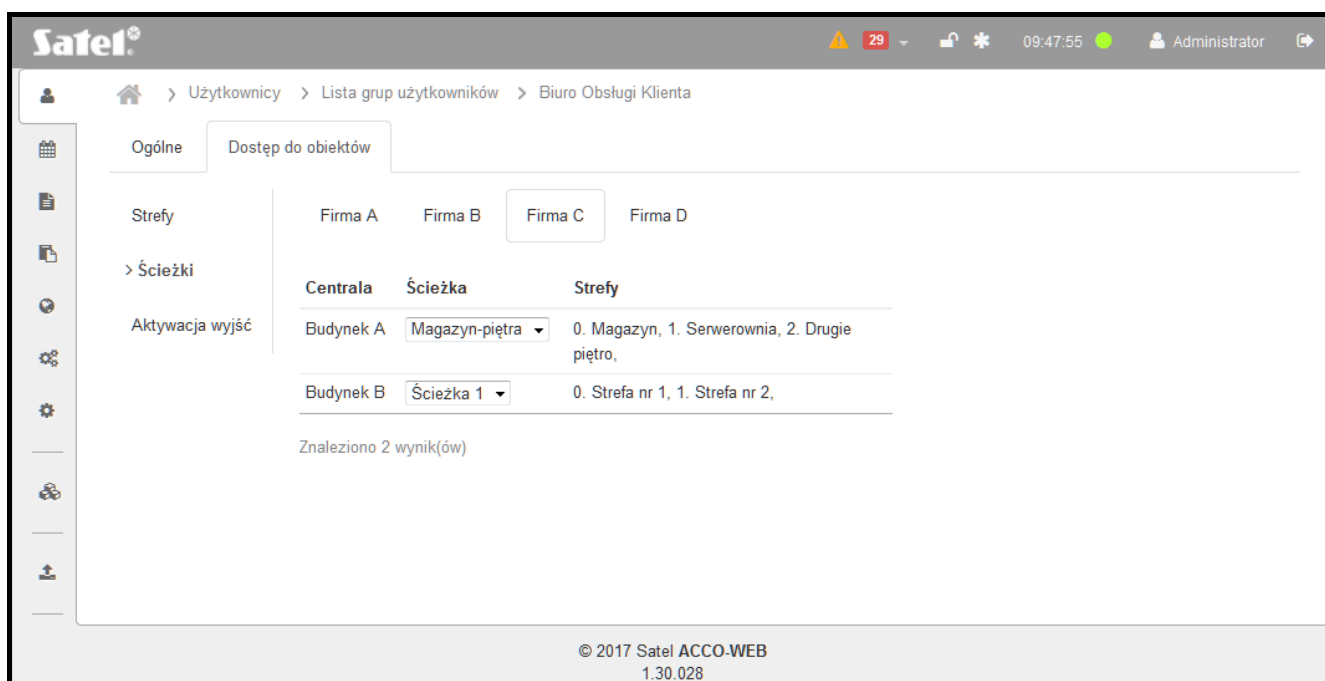 Satel®
29
09:47:55
Administrator
Użytkownicy > Lista grup użytkowników > Biuro Obsługi Klienta
Ogólne Dostęp do obiektów
Strefy
> Ścieżki
Aktywacja wyjść
Firma A Firma B Firma C Firma D
Centrala Ścieżka Strefy
Budynek A Magazyn-piętra 0. Magazyn, 1. Serwerownia, 2. Drugie
piętro,
Budynek B Ścieżka 1 0. Strefa nr 1, 1. Strefa nr 2,
Znaleziono 2 wynik(ów)
© 2017 Satel ACCO-WEB
1.30.028